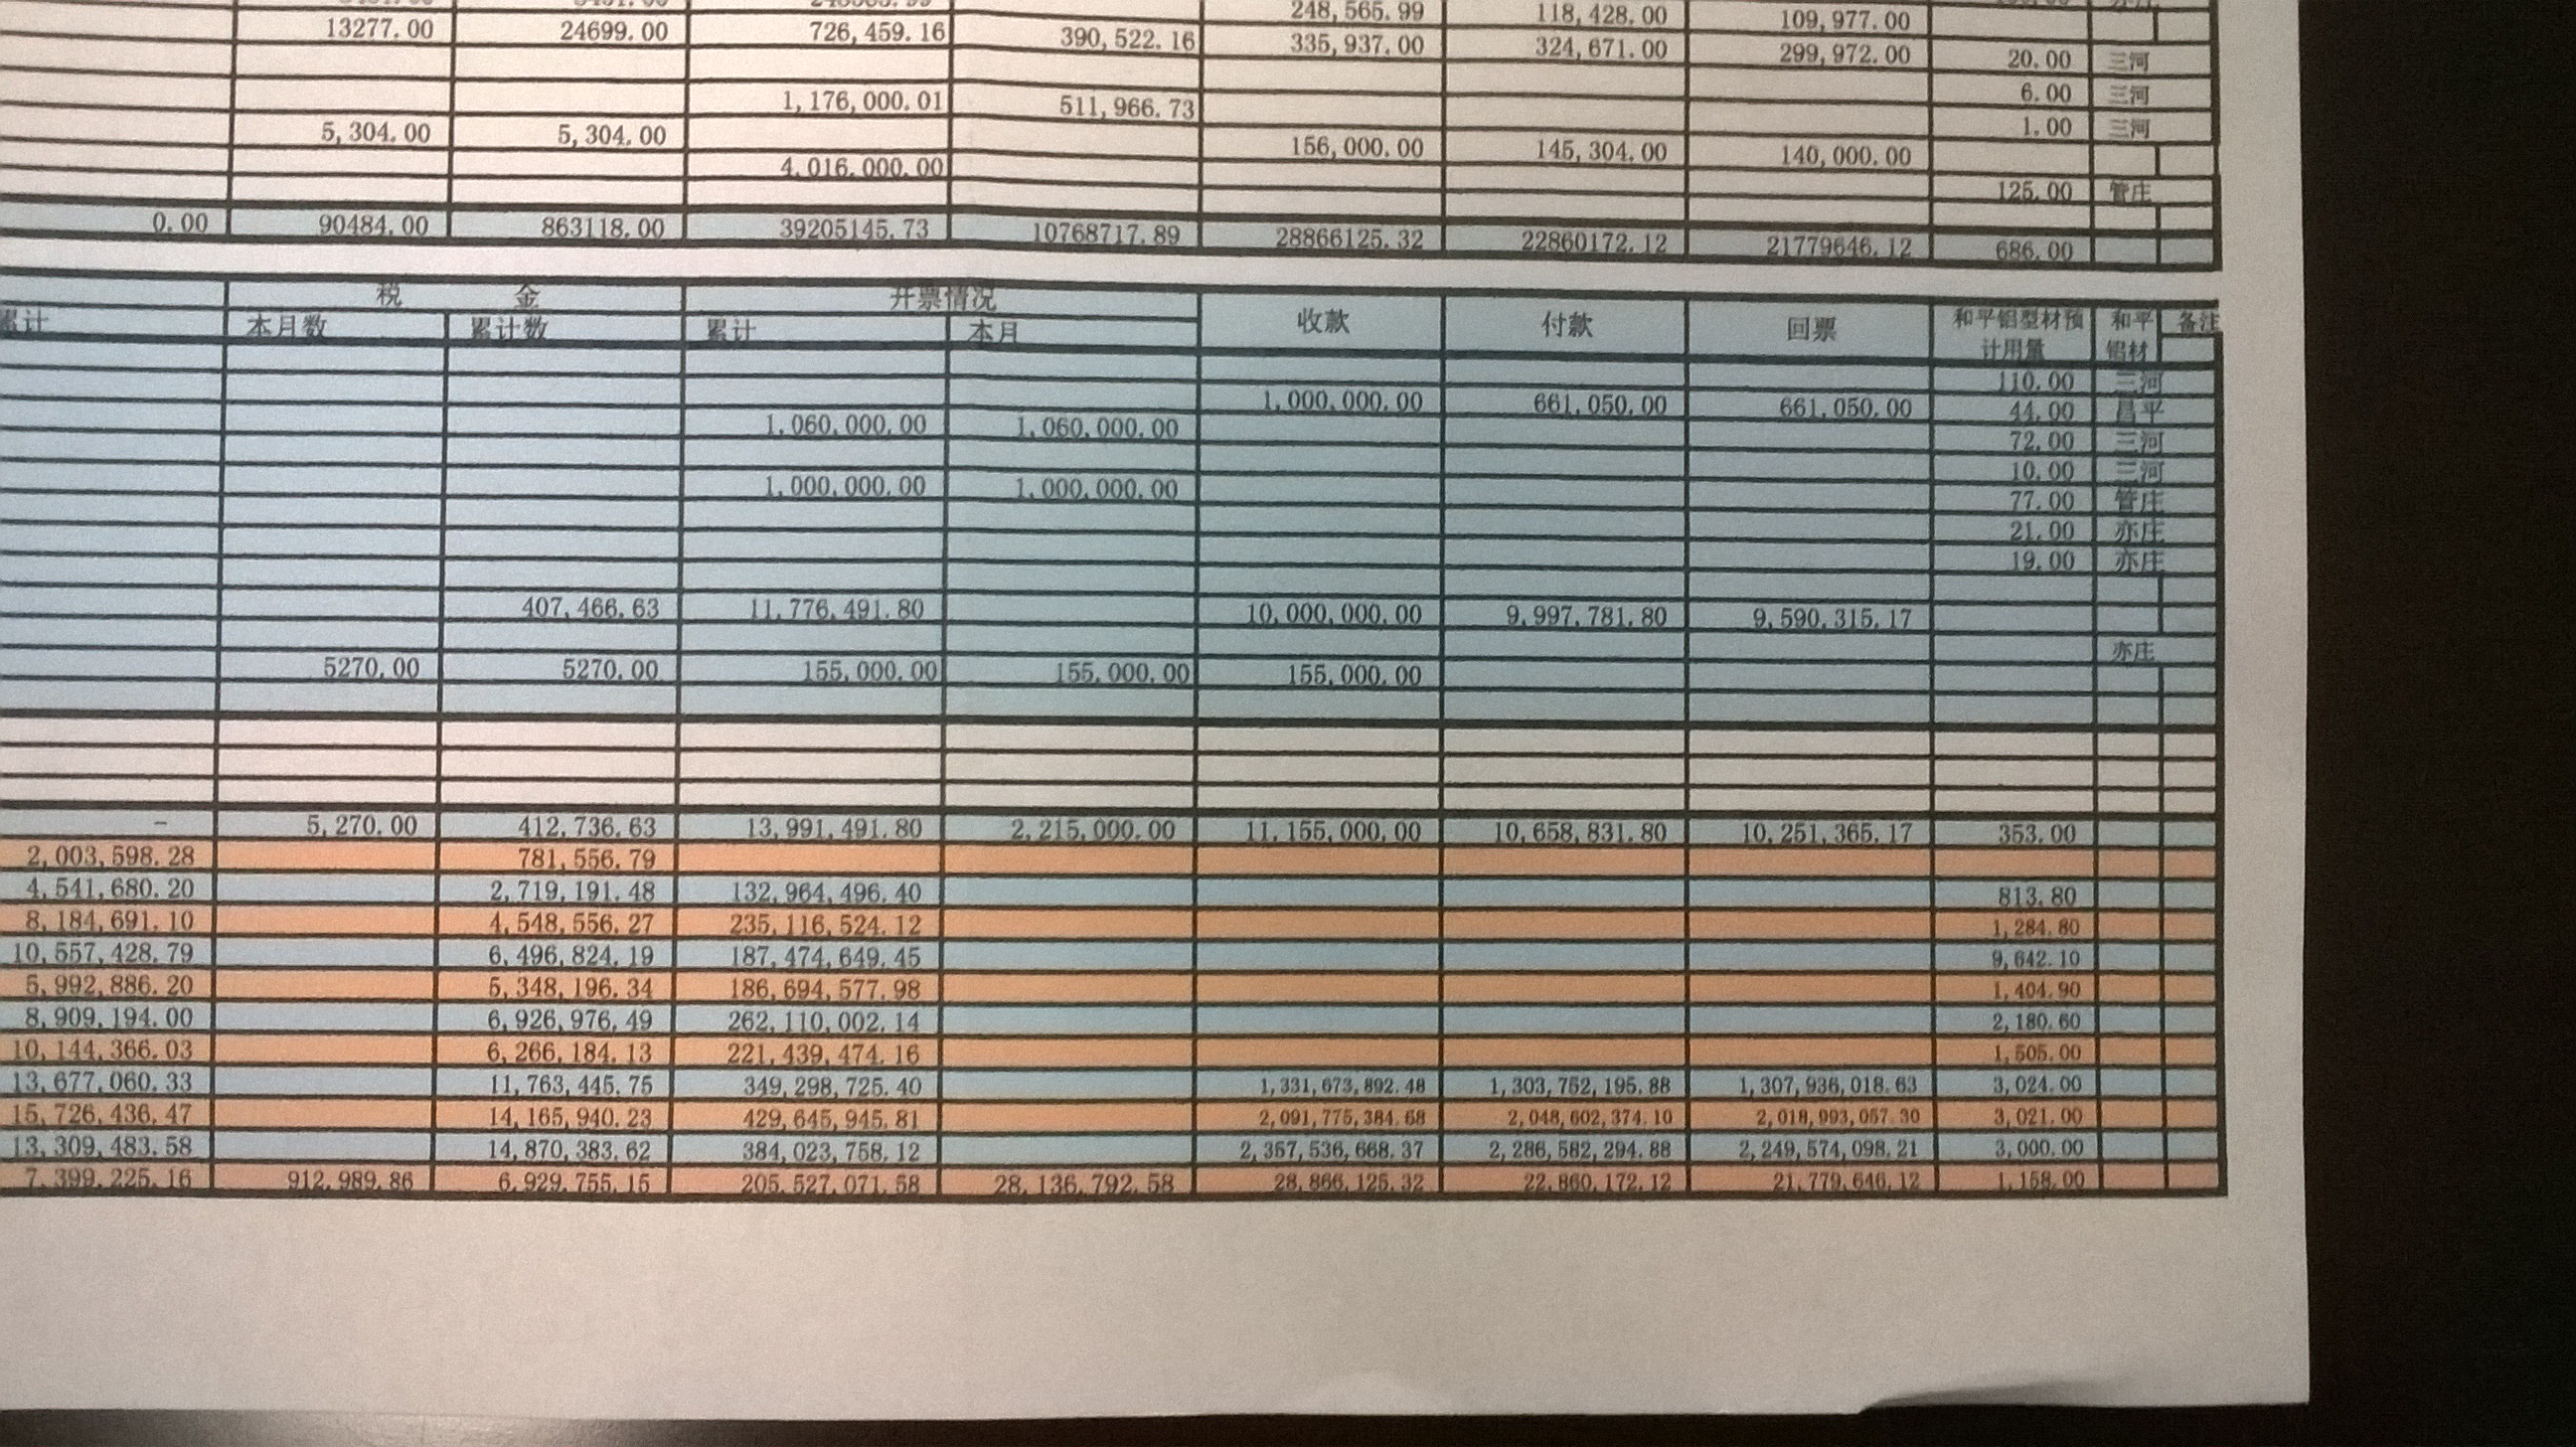 248,565.99 118,428.00 109,977.00
13277.00 24699.00 726,459.16 390,522.16 335,937.00 324,671.00 299,972.00 20.00 三河
6.00 三河
1,176,000.01 511,966.73 1.00 三河
5,304.00 5,304.00 156,000.00 145,304.00 140,000.00
4,016,000.00 125.00 管庄
0.00 90484.00 863118.00 39205145.73 10768717.89 28866125.32 22860172.12 21779646.12 686.00
税 金 开票情况 收款 付款 回票 和平铝型材预计用量 和平铝材 备注
累计 本月数 累计数 累计 本月
110.00 三河
1,000,000.00 661,050.00 661,050.00 44.00 昌平
1,060,000.00 1,060,000.00 72.00 三河
10.00 三河
1,000,000.00 1,000,000.00 77.00 管庄
21.00 亦庄
19.00 亦庄
407,466.63 11,776,491.80 10,000,000.00 9,997,781.80 9,590,315.17
亦庄
5270.00 5270.00 155,000.00 155,000.00 155,000.00
- 5,270.00 412,736.63 13,991,491.80 2,215,000.00 11,155,000.00 10,658,831.80 10,251,365.17 353.00
2,003,598.28 781,556.79
4,541,680.20 2,719,191.48 132,964,496.40 813.80
8,184,691.10 4,548,556.27 235,116,524.12 1,284.80
10,557,428.79 6,496,824.19 187,474,649.45 9,642.10
5,992,886.20 5,348,196.34 186,694,577.98 1,404.90
8,909,194.00 6,926,976.49 262,110,002.14 2,180.60
10,144,366.03 6,266,184.13 221,439,474.16 1,505.00
13,677,060.33 11,763,445.75 349,298,725.40 1,331,673,892.48 1,303,752,195.88 1,307,936,018.63 3,024.00
15,726,436.47 14,165,940.23 429,645,945.81 2,091,775,384.68 2,048,602,374.10 2,018,993,057.30 3,021.00
13,309,483.58 14,870,383.62 384,023,758.12 2,357,536,668.37 2,286,582,294.88 2,249,574,098.21 3,000.00
7,399,225.16 912,989.86 6,929,755.15 205,527,071.58 28,136,792.58 28,866,125.32 22,860,172.12 21,779,646.12 1,158.00